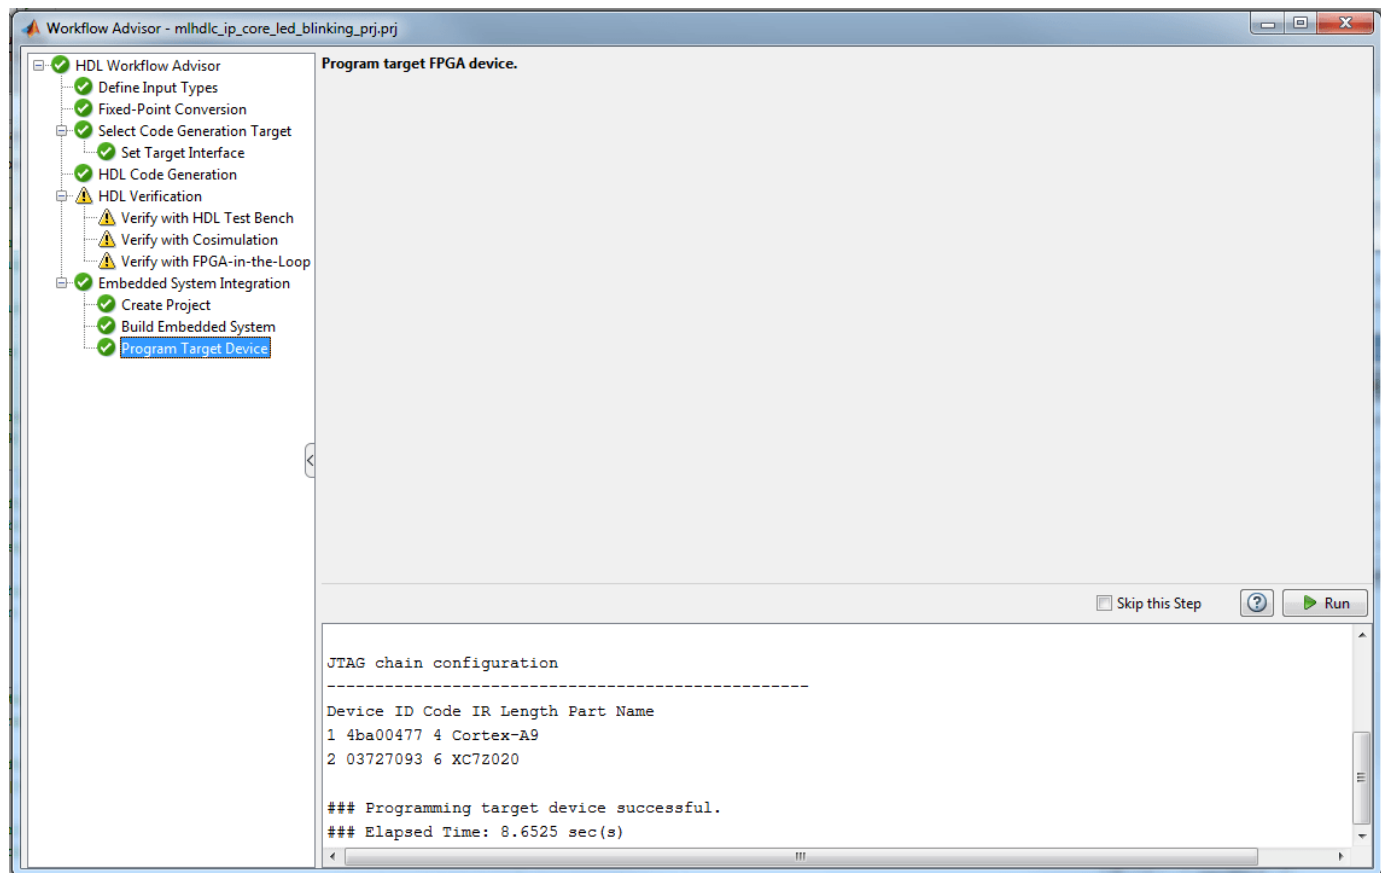 Workflow Advisor - mlhdlc_ip_core_led_blinking_prj.prj
HDL Workflow Advisor
Define Input Types
Fixed-Point Conversion
Select Code Generation Target
Set Target Interface
HDL Code Generation
HDL Verification
Verify with HDL Test Bench
Verify with Cosimulation
Verify with FPGA-in-the-Loop
Embedded System Integration
Create Project
Build Embedded System
Program Target Device
Program target FPGA device.
Skip this Step
Run
JTAG chain configuration
--------------------------------------------------
Device ID Code IR Length Part Name
1 4ba00477 4 Cortex-A9
2 03727093 6 XC7Z020
### Programming target device successful.
### Elapsed Time: 8.6525 sec(s)